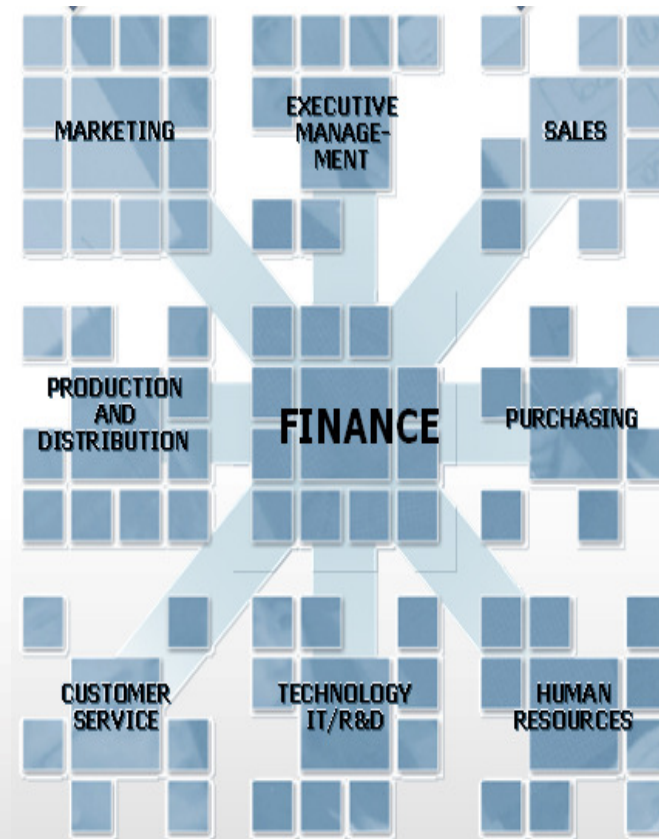 MARKETING
EXECUTIVE
MANAGE-
MENT
SALES
PRODUCTION
AND
DISTRIBUTION
FINANCE
PURCHASING
CUSTOMER
SERVICE
TECHNOLOGY
IT/R&D
HUMAN
RESOURCES